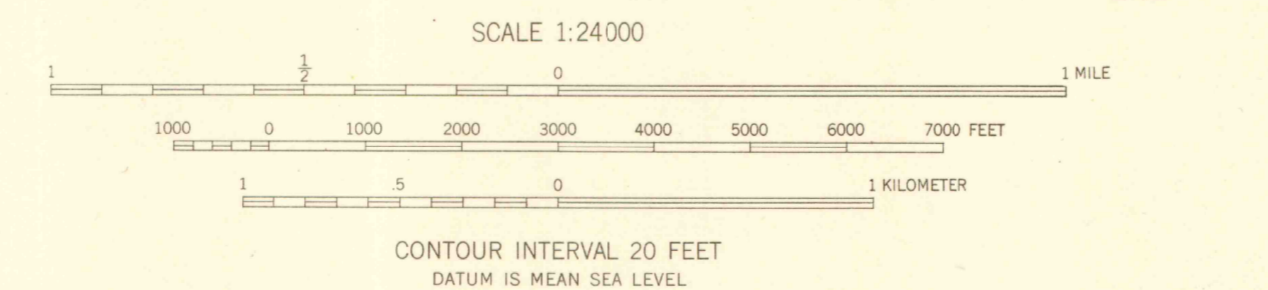 SCALE 1:24000
1 1/2 0 1 MILE
1000 0 1000 2000 3000 4000 5000 6000 7000 FEET
1 .5 0 1 KILOMETER
CONTOUR INTERVAL 20 FEET
DATUM IS MEAN SEA LEVEL